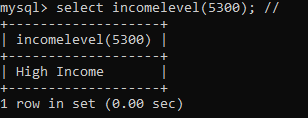 mysql> select incomelevel(5300); //
+-------------------+
| incomelevel(5300) |
+-------------------+
| High Income       |
+-------------------+
1 row in set (0.00 sec)